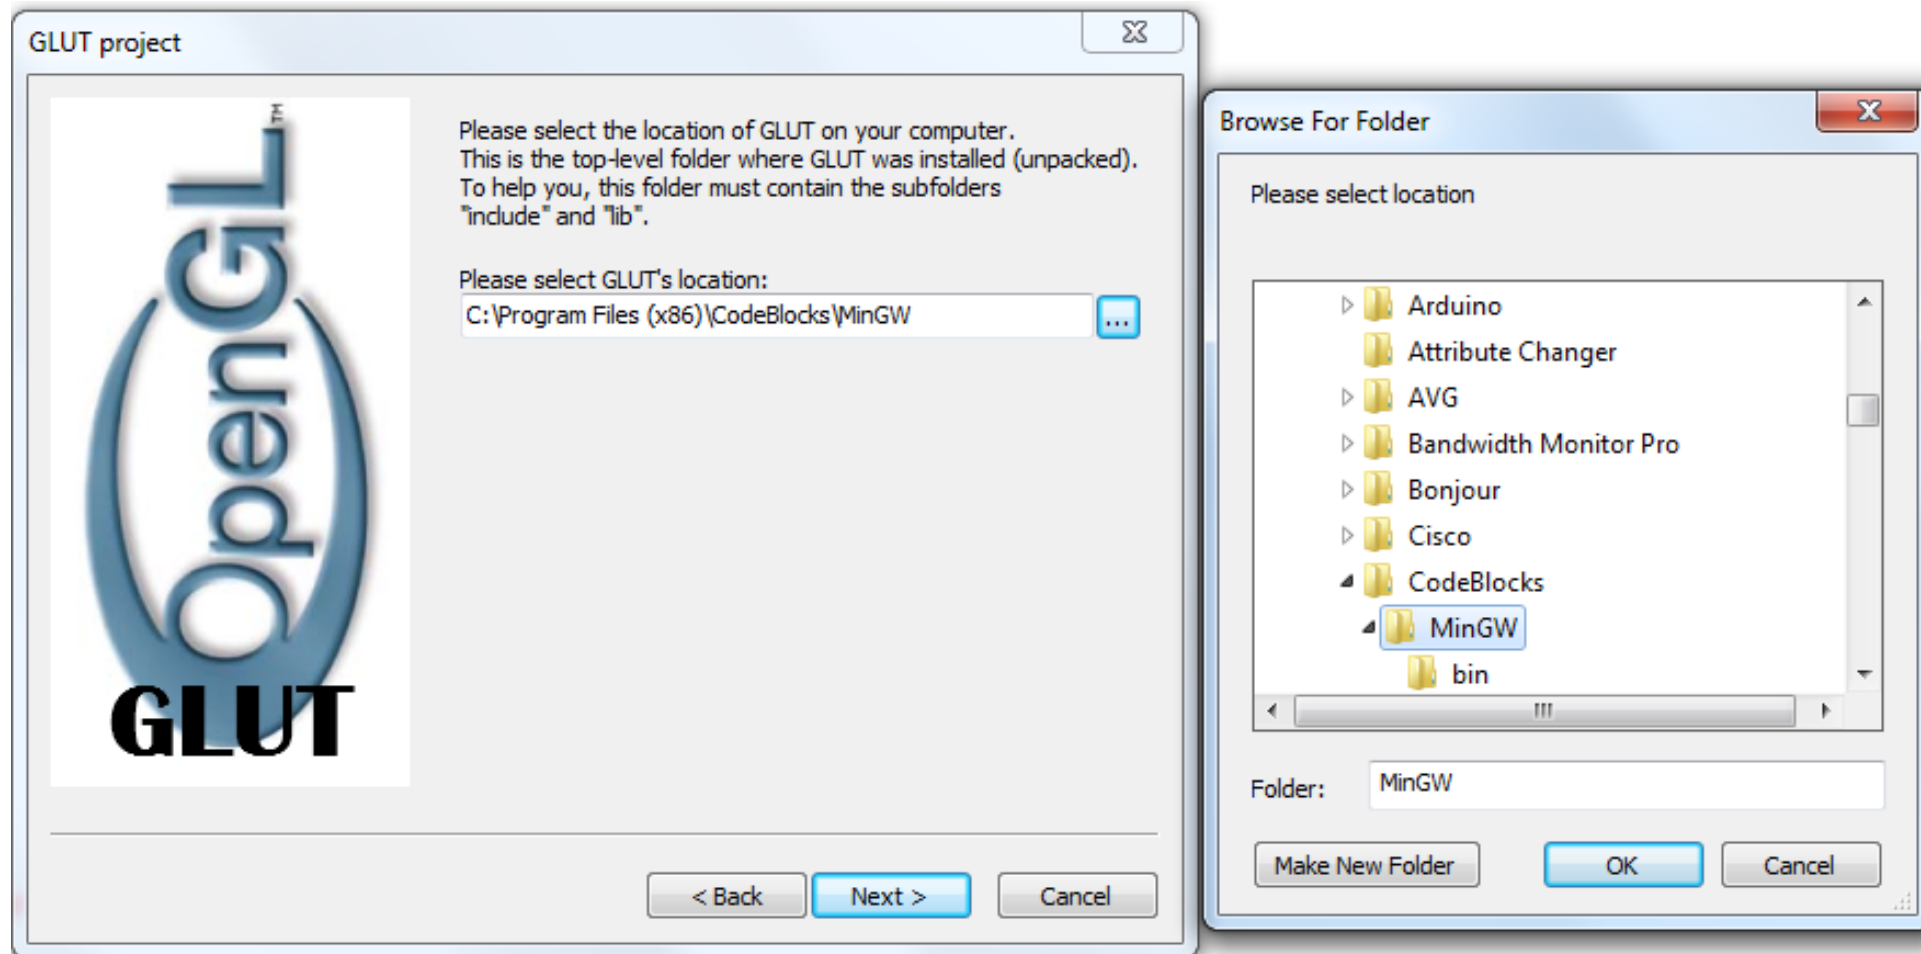 GLUT project
OpenGL™
GLUT
Please select the location of GLUT on your computer.
This is the top-level folder where GLUT was installed (unpacked).
To help you, this folder must contain the subfolders
"include" and "lib".
Please select GLUT's location:
C:\Program Files (x86)\CodeBlocks\MinGW
...
< Back
Next >
Cancel
Browse For Folder
Please select location
Arduino
Attribute Changer
AVG
Bandwidth Monitor Pro
Bonjour
Cisco
CodeBlocks
MinGW
bin
Folder: MinGW
Make New Folder
OK
Cancel